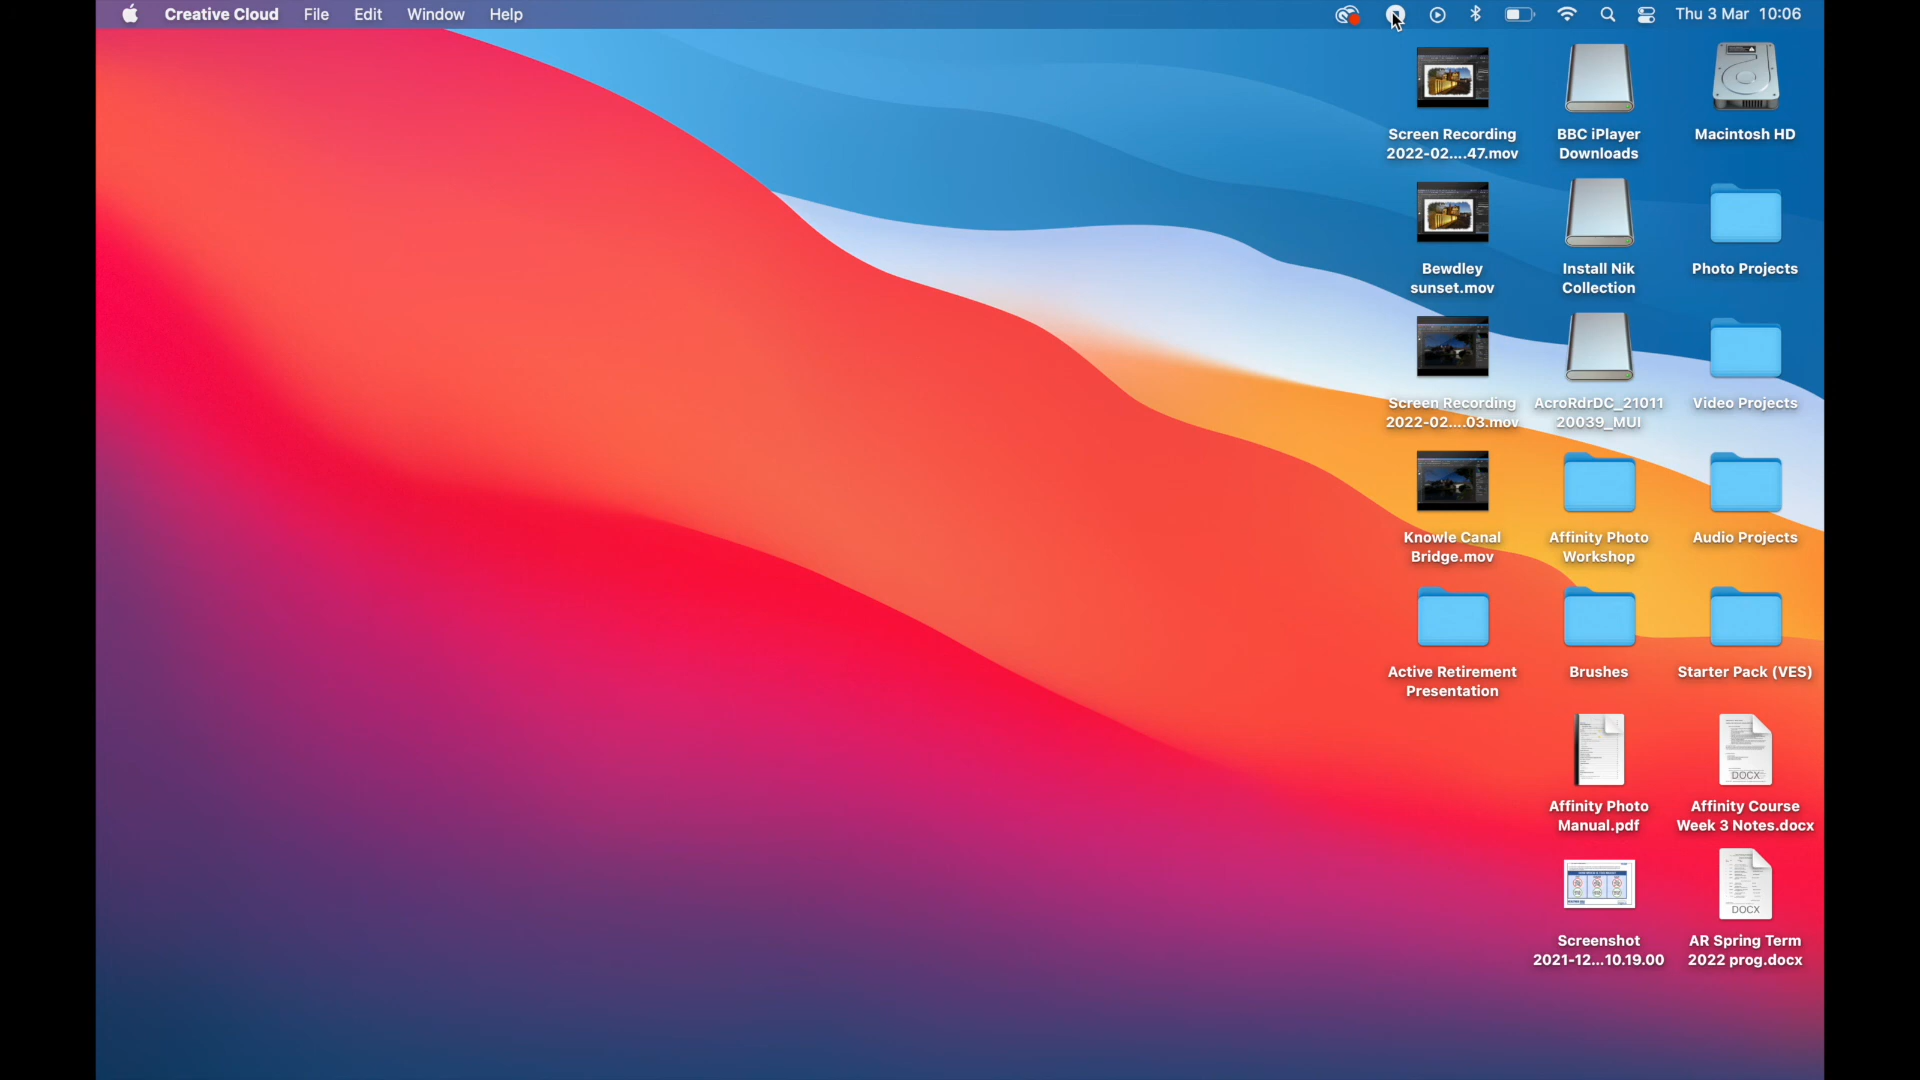 Creative Cloud File Edit Window Help Thu 3 Mar 10:06
Screen Recording
2022-02....47.mov
BBC iPlayer
Downloads
Macintosh HD
Bewdley
sunset.mov
Install Nik
Collection
Photo Projects
Screen Recording
2022-02....03.mov
AcroRdrDC_21011
20039_MUI
Video Projects
Knowle Canal
Bridge.mov
Affinity Photo
Workshop
Audio Projects
Active Retirement
Presentation
Brushes
Starter Pack (VES)
Affinity Photo
Manual.pdf
DOCX
Affinity Course
Week 3 Notes.docx
Screenshot
2021-12...10.19.00
DOCX
AR Spring Term
2022 prog.docx